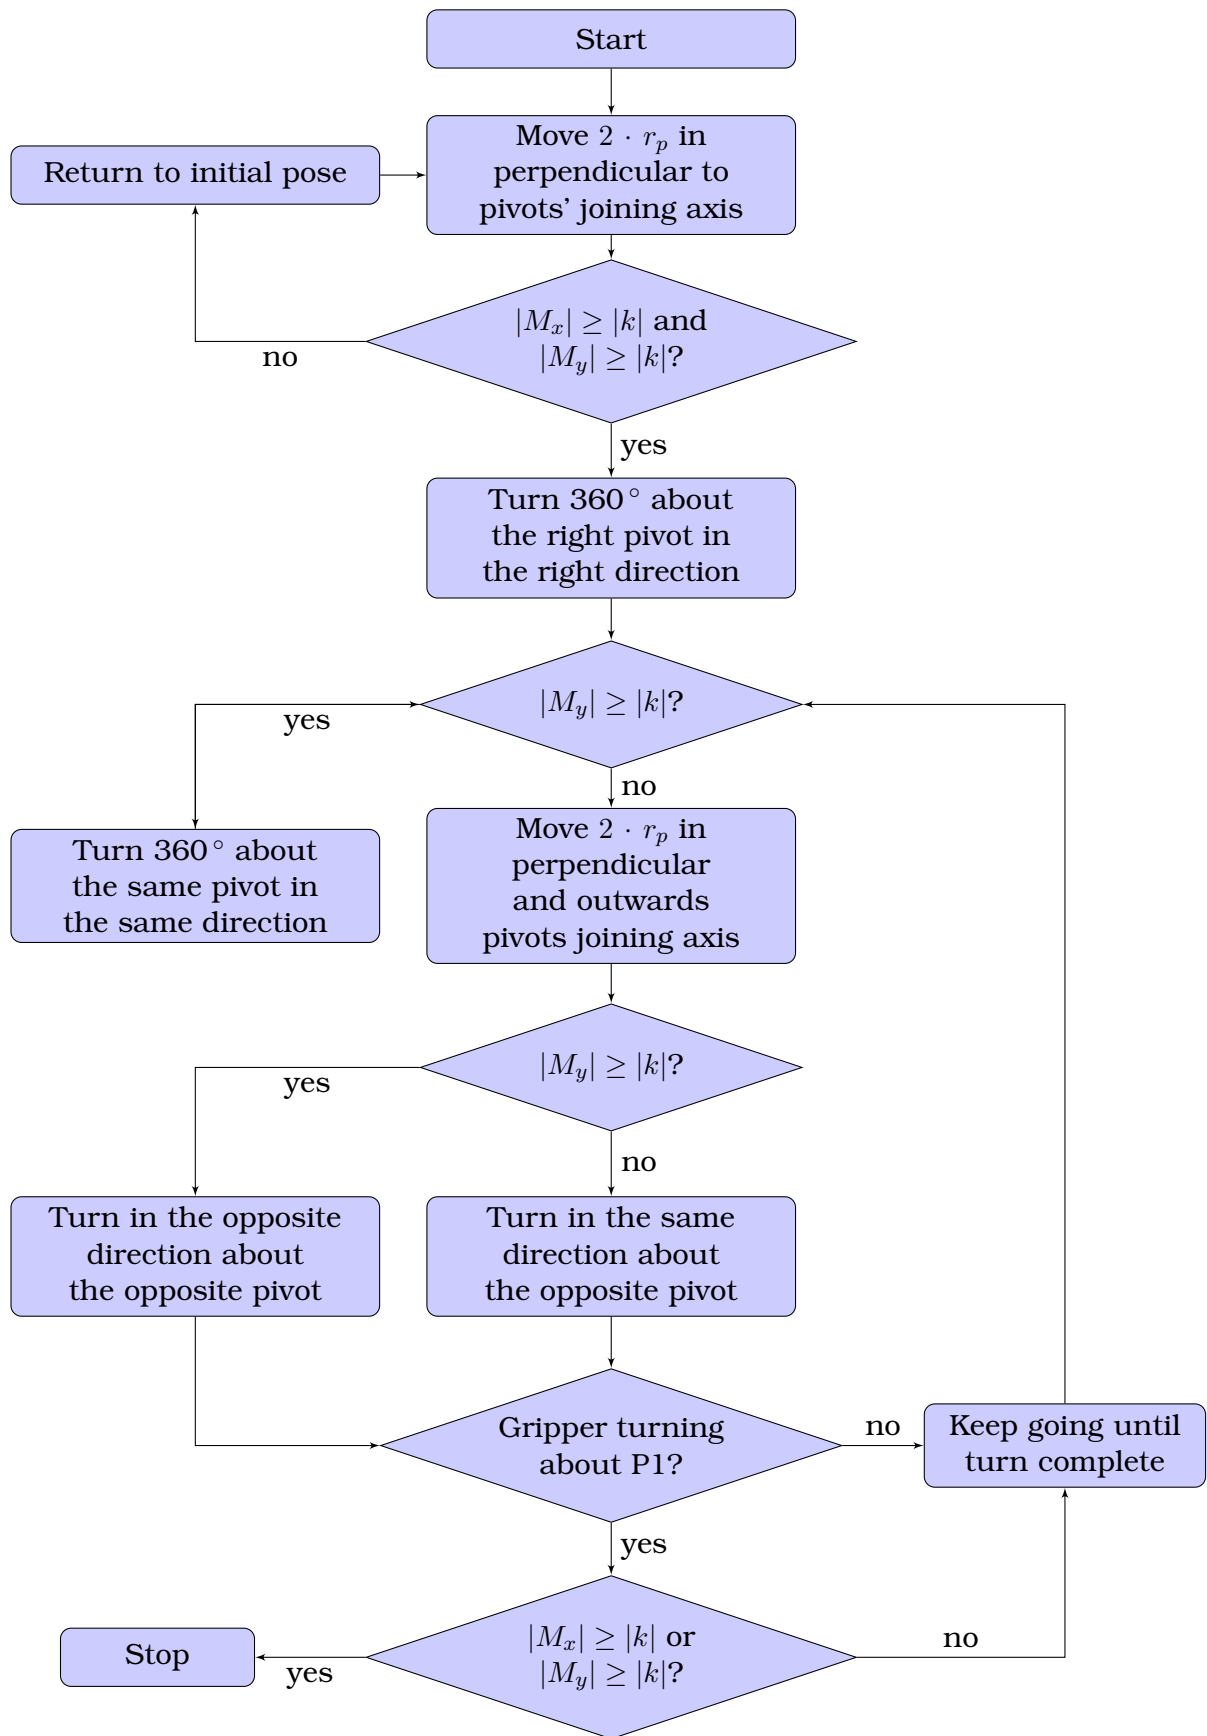 Start
Move 2 · r_p in
perpendicular to
pivots’ joining axis
Return to initial pose
|M_x| ≥ |k| and
|M_y| ≥ |k|?
no
yes
Turn 360° about
the right pivot in
the right direction
|M_y| ≥ |k|?
yes
no
Turn 360° about
the same pivot in
the same direction
Move 2 · r_p in
perpendicular
and outwards
pivots joining axis
|M_y| ≥ |k|?
yes
no
Turn in the opposite
direction about
the opposite pivot
Turn in the same
direction about
the opposite pivot
Gripper turning
about P1?
no
Keep going until
turn complete
yes
|M_x| ≥ |k| or
|M_y| ≥ |k|?
no
yes
Stop